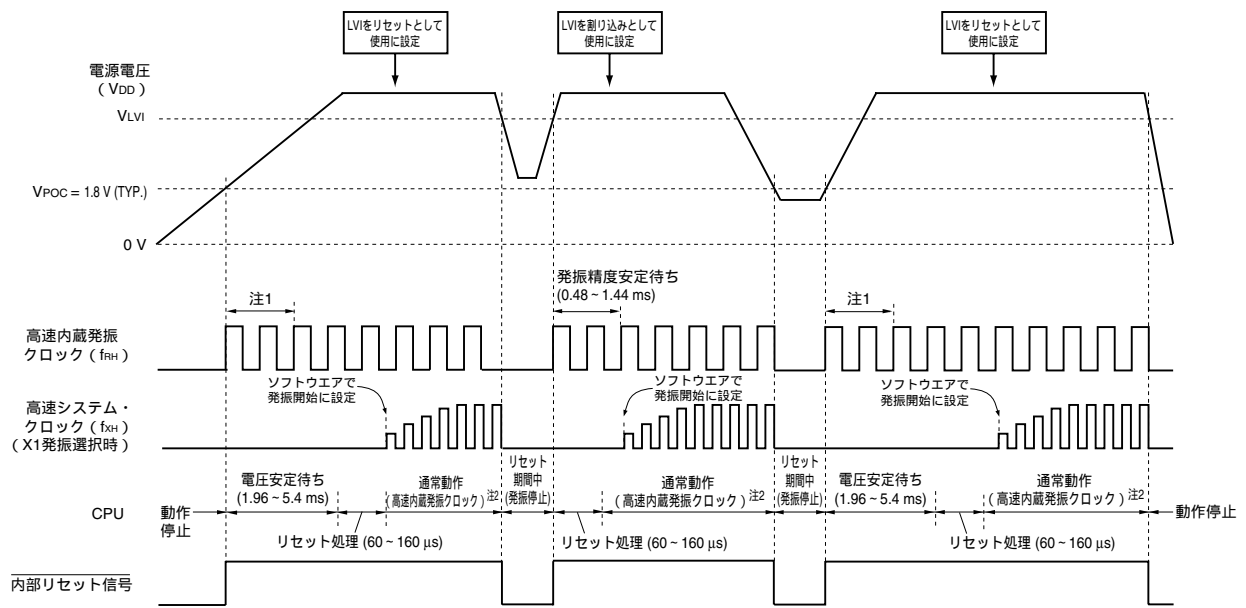 LVIをリセットとして
使用に設定
LVIを割り込みとして
使用に設定
LVIをリセットとして
使用に設定
電源電圧
(VDD)
VLVI
VPOC = 1.8 V (TYP.)
0 V
注1
発振精度安定待ち
(0.48 ~ 1.44 ms)
注1
高速内蔵発振
クロック(fRH)
ソフトウエアで
発振開始に設定
ソフトウエアで
発振開始に設定
ソフトウエアで
発振開始に設定
高速システム・
クロック(fXH)
(X1発振選択時)
CPU
動作
停止
電圧安定待ち
(1.96 ~ 5.4 ms)
通常動作
(高速内蔵発振クロック)注2
リセット
期間中
(発振停止)
通常動作
(高速内蔵発振クロック)注2
リセット
期間中
(発振停止)
電圧安定待ち
(1.96 ~ 5.4 ms)
通常動作
(高速内蔵発振クロック)注2
動作停止
リセット処理 (60 ~ 160 μs)
リセット処理 (60 ~ 160 μs)
リセット処理 (60 ~ 160 μs)
内部リセット信号